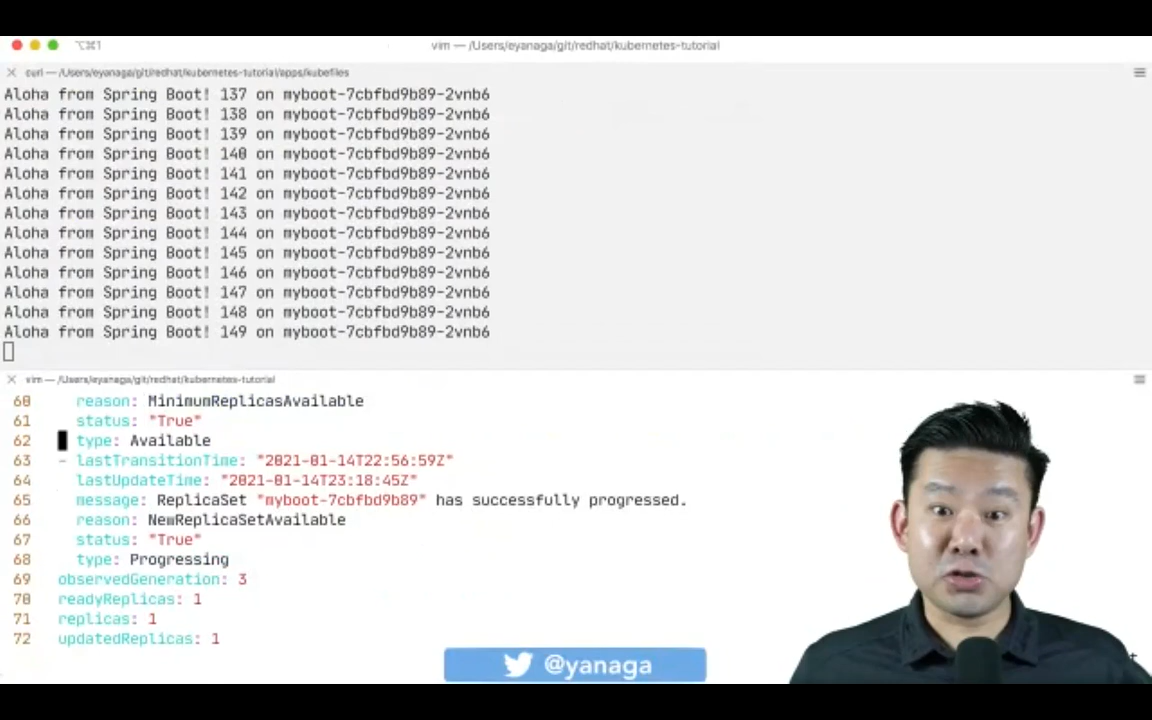 ⌥⌘1
vim — /Users/eyanaga/git/redhat/kubernetes-tutorial
curl — /Users/eyanaga/git/redhat/kubernetes-tutorial/apps/kubefiles
Aloha from Spring Boot! 137 on myboot-7cbfbd9b89-2vnb6
Aloha from Spring Boot! 138 on myboot-7cbfbd9b89-2vnb6
Aloha from Spring Boot! 139 on myboot-7cbfbd9b89-2vnb6
Aloha from Spring Boot! 140 on myboot-7cbfbd9b89-2vnb6
Aloha from Spring Boot! 141 on myboot-7cbfbd9b89-2vnb6
Aloha from Spring Boot! 142 on myboot-7cbfbd9b89-2vnb6
Aloha from Spring Boot! 143 on myboot-7cbfbd9b89-2vnb6
Aloha from Spring Boot! 144 on myboot-7cbfbd9b89-2vnb6
Aloha from Spring Boot! 145 on myboot-7cbfbd9b89-2vnb6
Aloha from Spring Boot! 146 on myboot-7cbfbd9b89-2vnb6
Aloha from Spring Boot! 147 on myboot-7cbfbd9b89-2vnb6
Aloha from Spring Boot! 148 on myboot-7cbfbd9b89-2vnb6
Aloha from Spring Boot! 149 on myboot-7cbfbd9b89-2vnb6
vim — /Users/eyanaga/git/redhat/kubernetes-tutorial
60 reason: MinimumReplicasAvailable
61 status: "True"
62 type: Available
63 - lastTransitionTime: "2021-01-14T22:56:59Z"
64 lastUpdateTime: "2021-01-14T23:18:45Z"
65 message: ReplicaSet "myboot-7cbfbd9b89" has successfully progressed.
66 reason: NewReplicaSetAvailable
67 status: "True"
68 type: Progressing
69 observedGeneration: 3
70 readyReplicas: 1
71 replicas: 1
72 updatedReplicas: 1
@yanaga